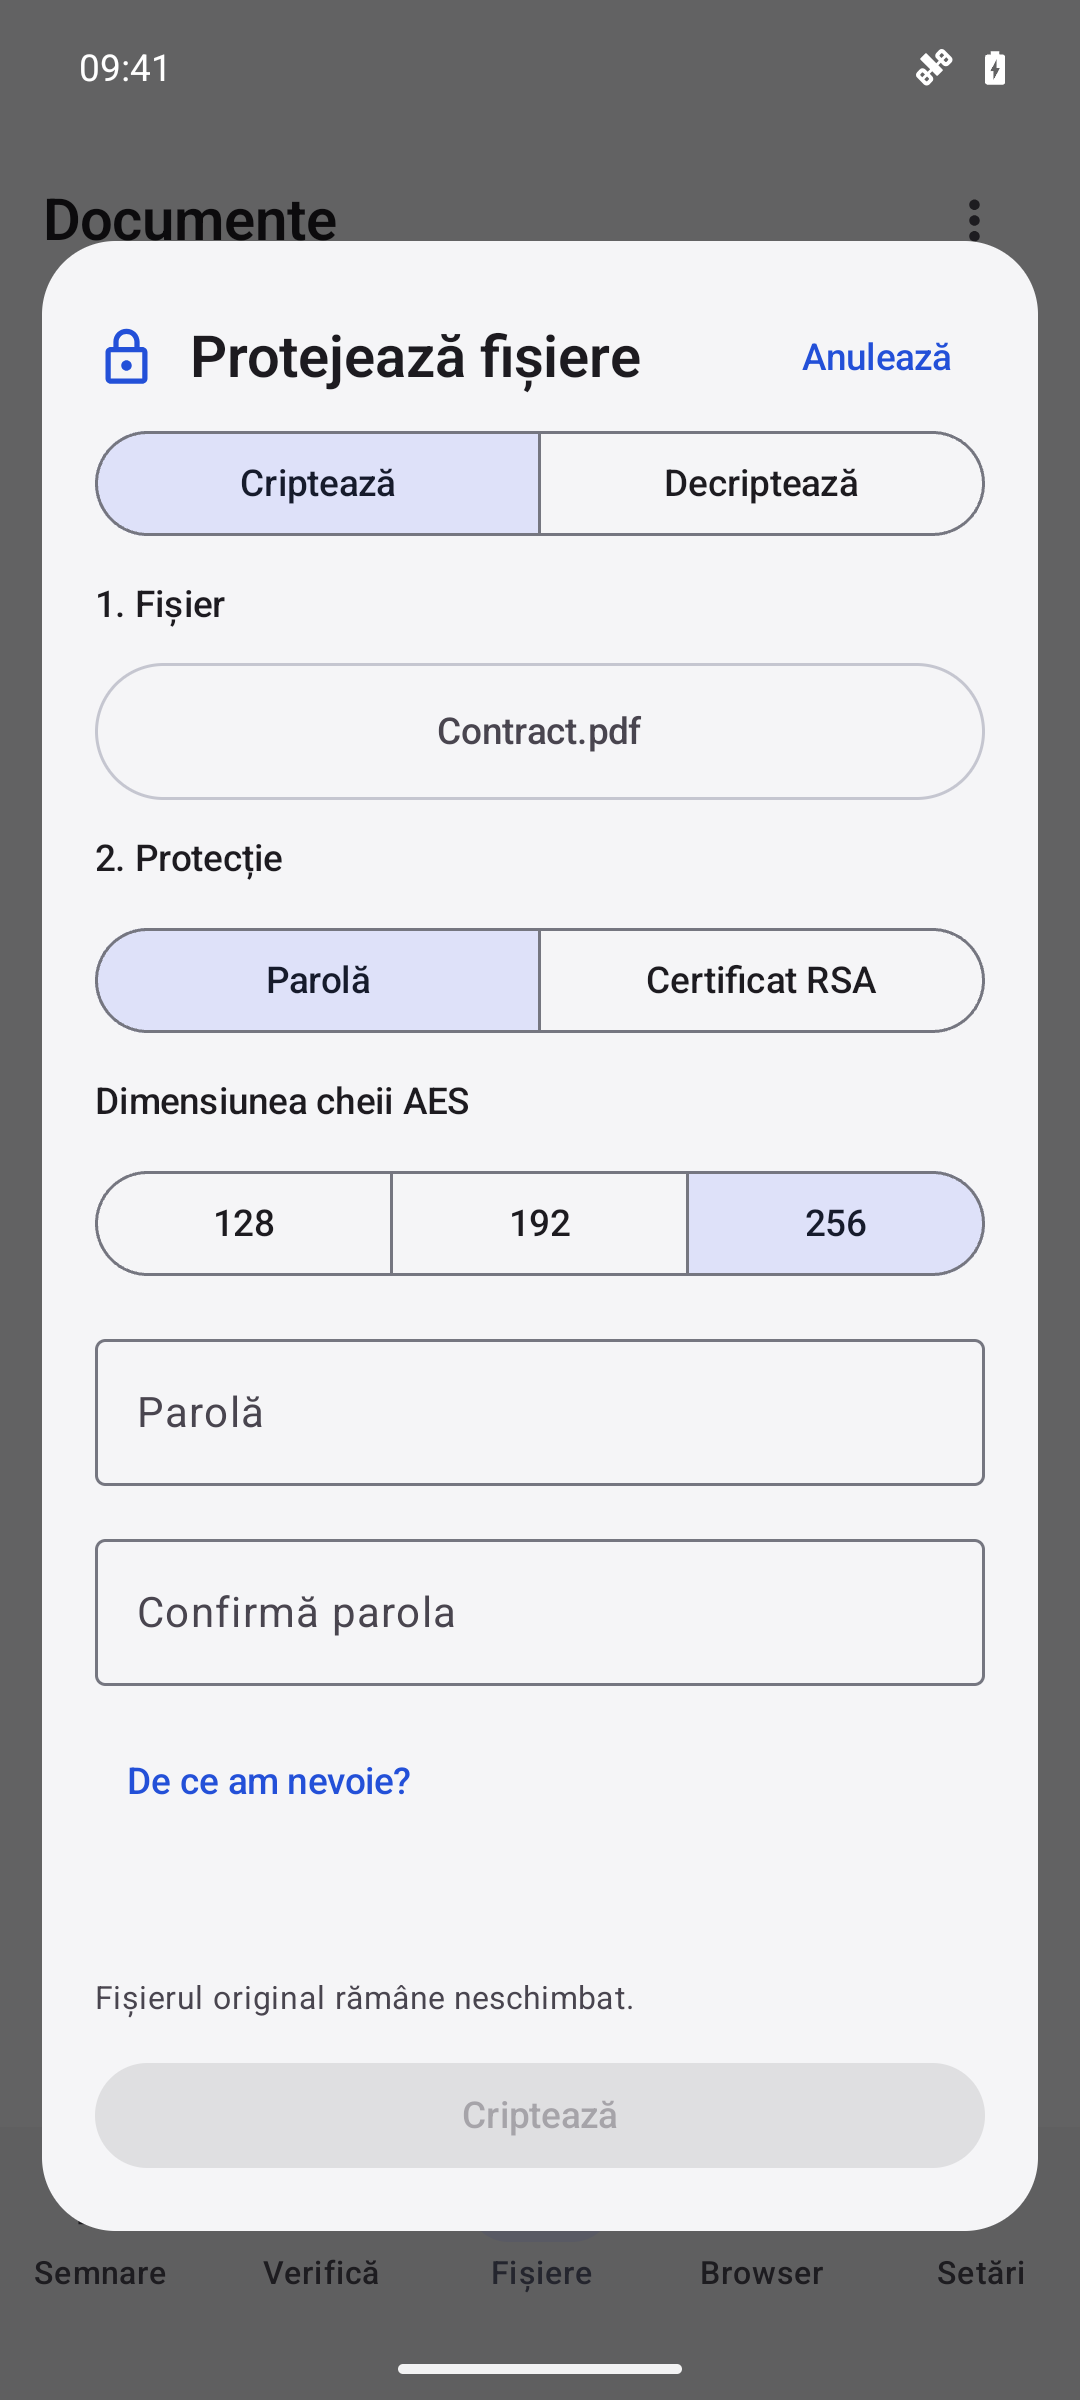 09:41
Documente
Protejează fișiere
Anulează
Criptează
Decriptează
1. Fișier
Contract.pdf
2. Protecție
Parolă
Certificat RSA
Dimensiunea cheii AES
128
192
256
Parolă
Confirmă parola
De ce am nevoie?
Fișierul original rămâne neschimbat.
Criptează
Semnare
Verifică
Fișiere
Browser
Setări